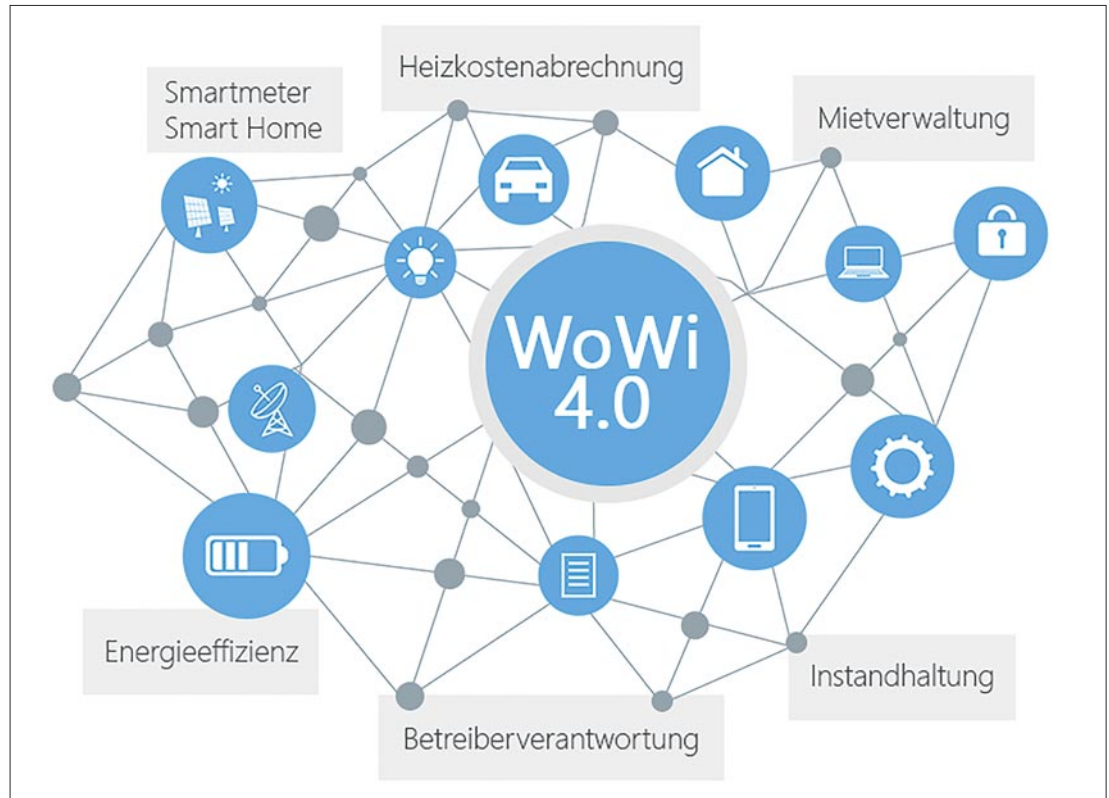 Heizkostenabrechnung
Smartmeter
Smart Home
Mietverwaltung
WoWi
4.0
Energieeffizienz
Instandhaltung
Betreiberverantwortung